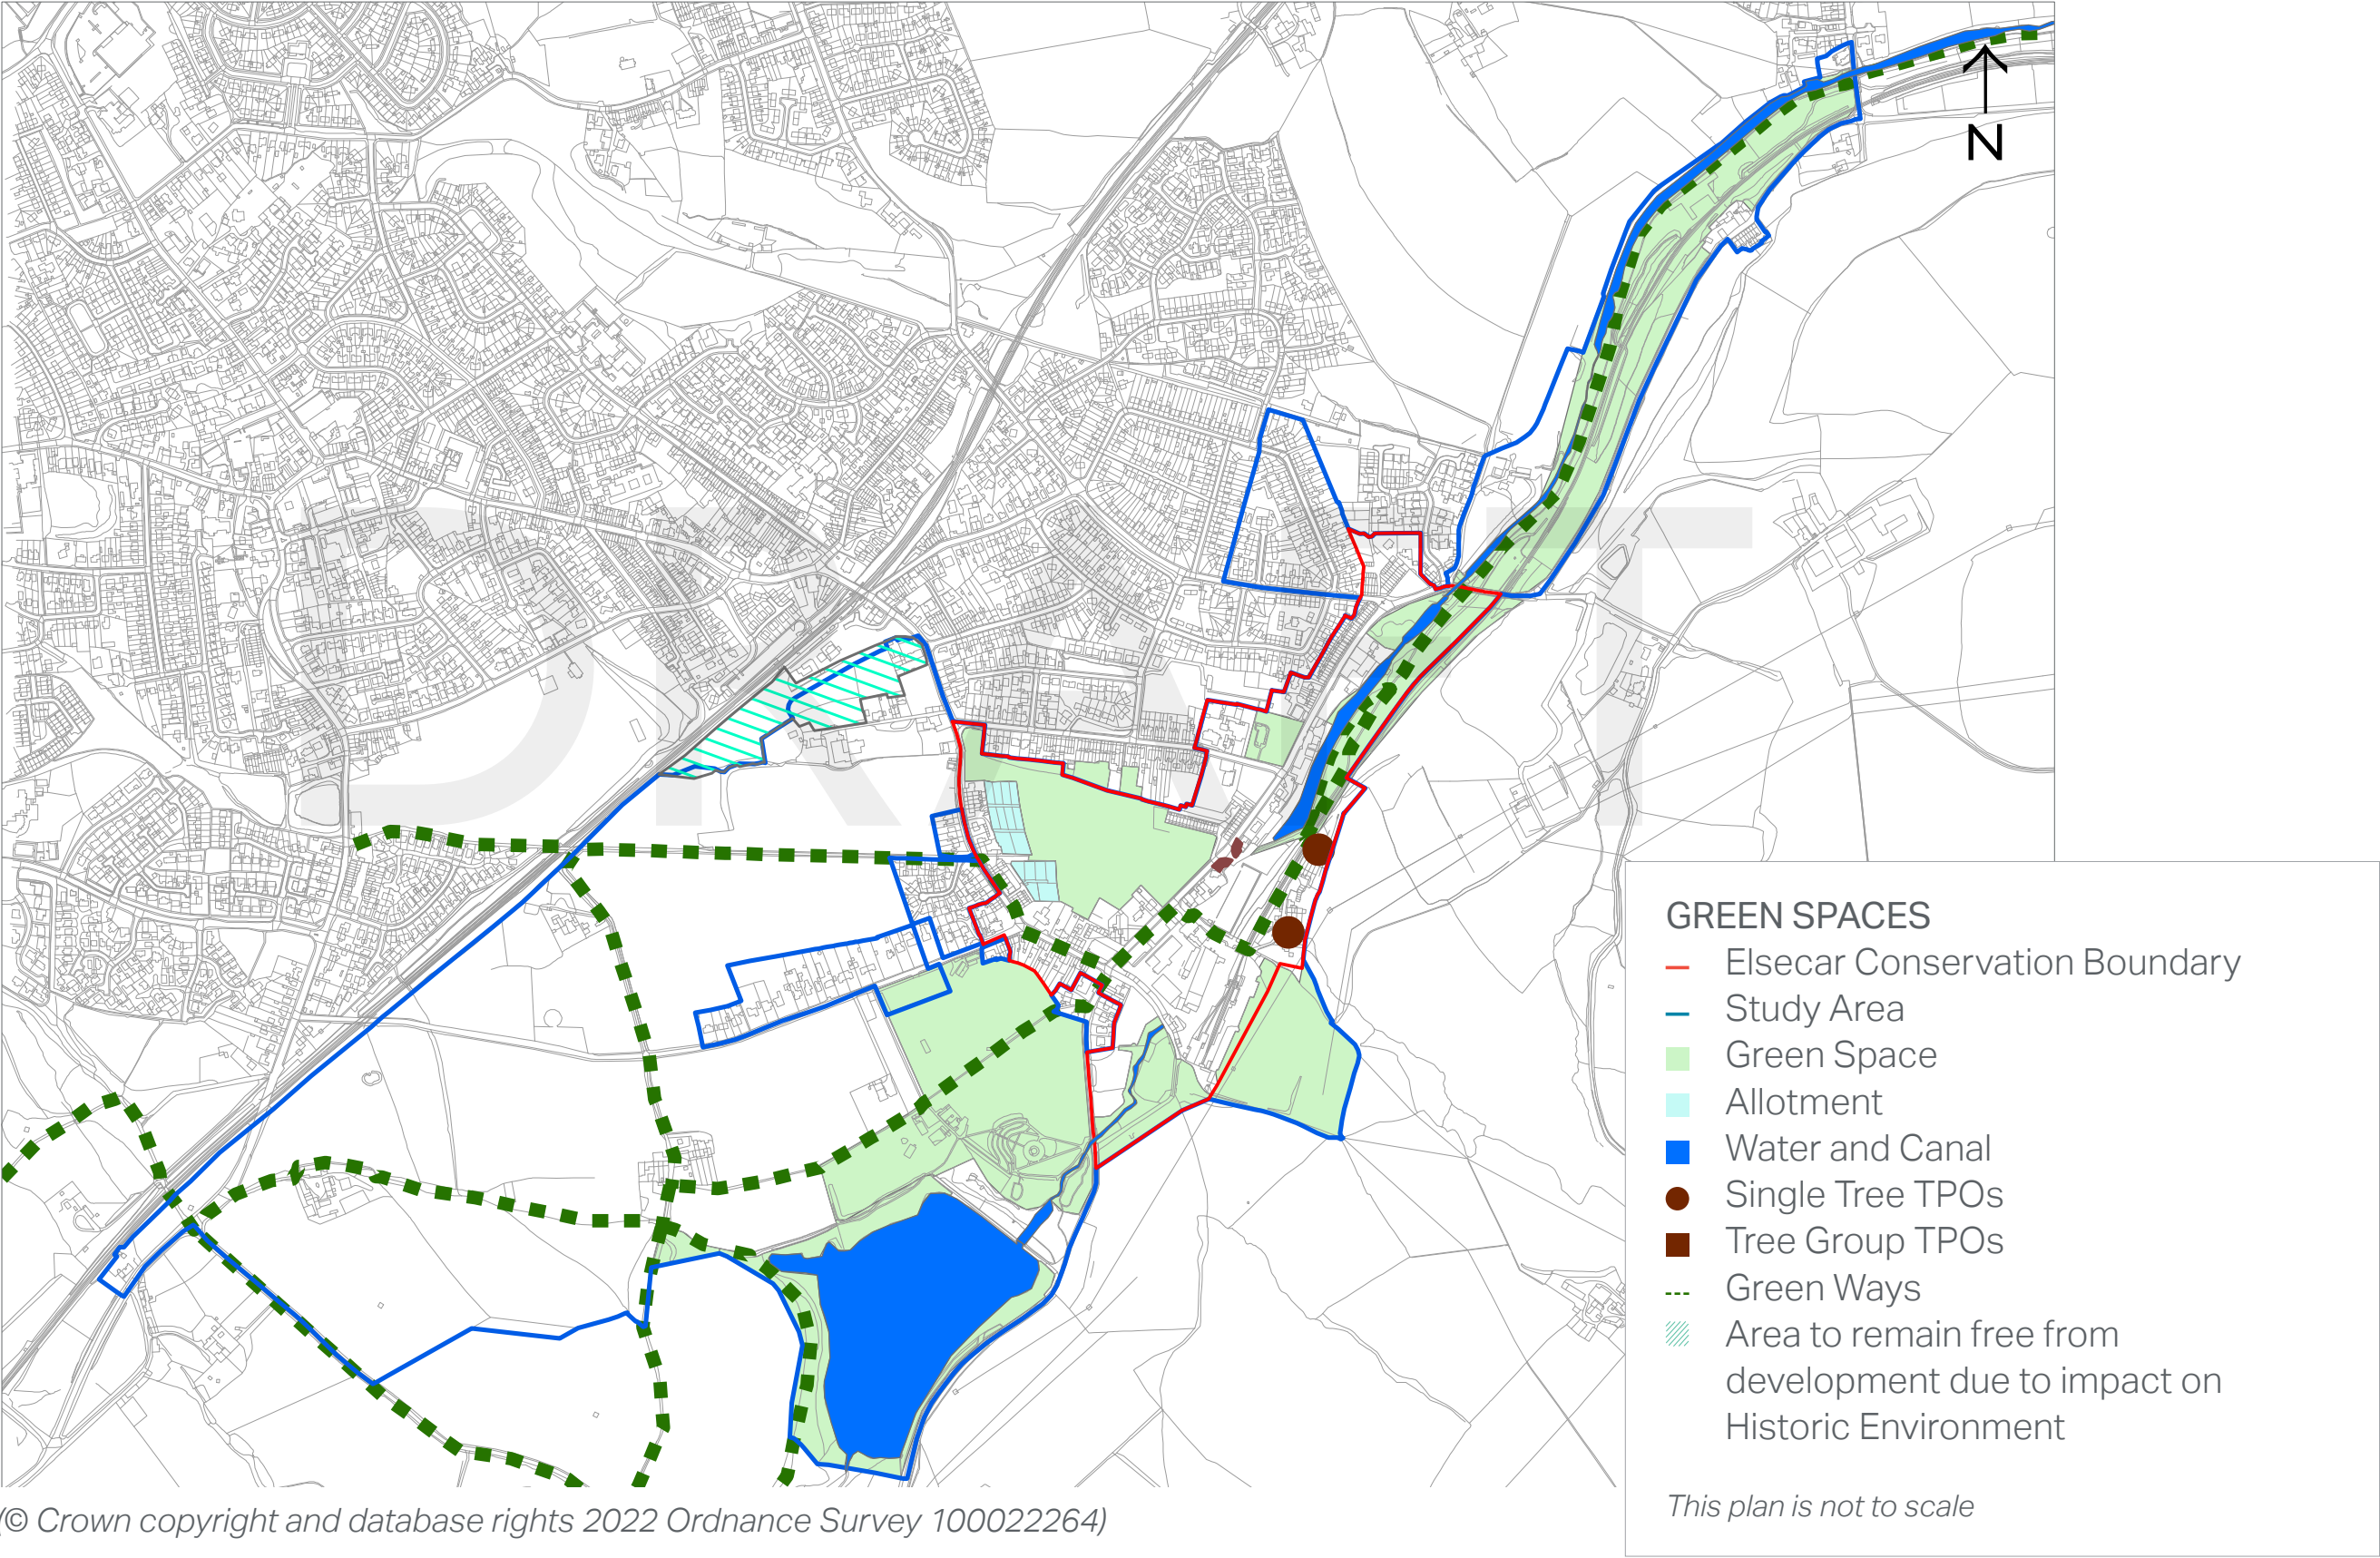 N
DRAFT
GREEN SPACES
Elsecar Conservation Boundary
Study Area
Green Space
Allotment
Water and Canal
Single Tree TPOs
Tree Group TPOs
Green Ways
Area to remain free from
development due to impact on
Historic Environment
This plan is not to scale
(© Crown copyright and database rights 2022 Ordnance Survey 100022264)